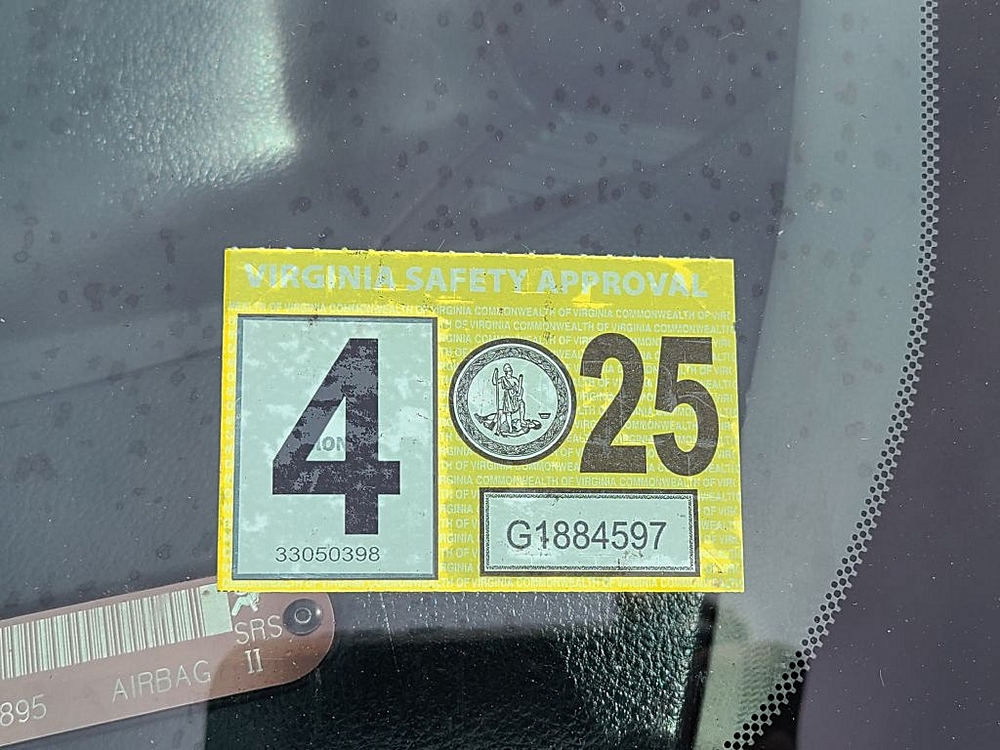 VIRGINIA SAFETY APPROVAL
4
33050398
25
G1884597
SRS
II
895 AIRBAG